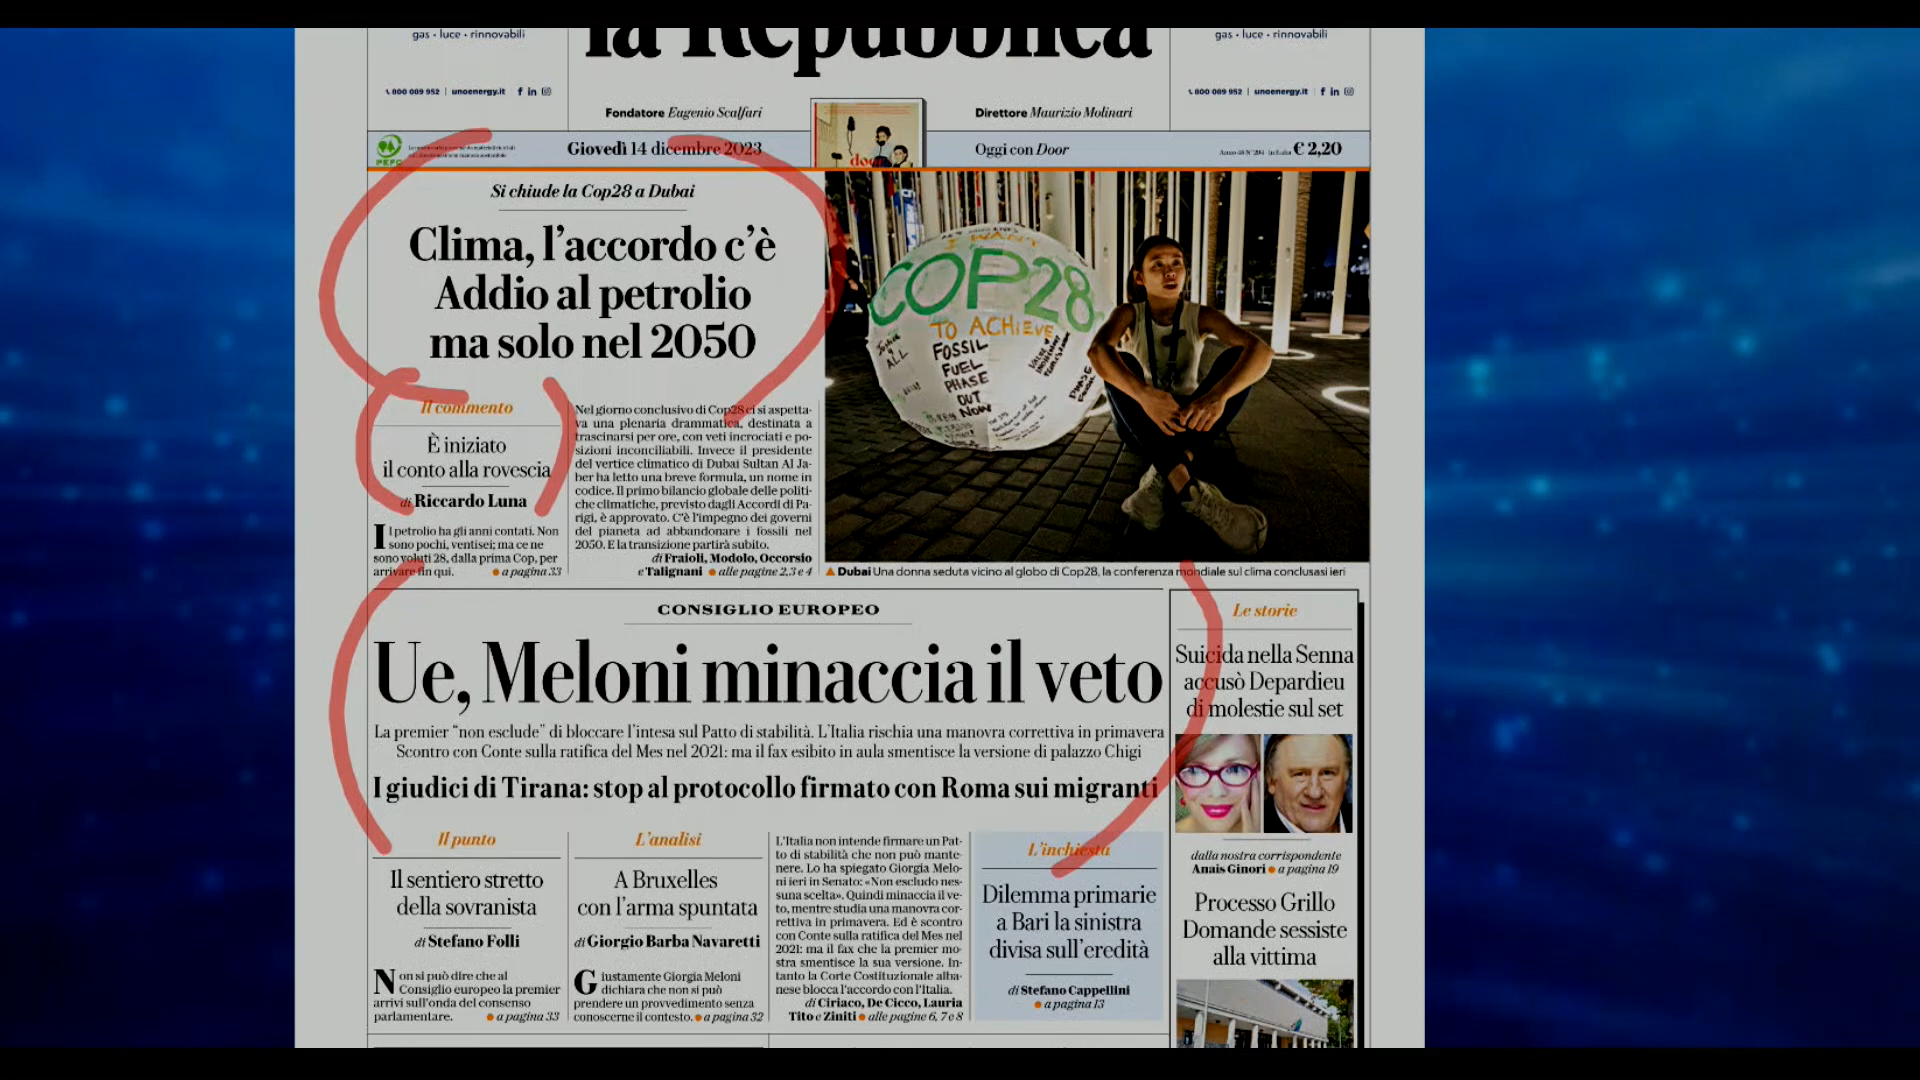 gas • luce • rinnovabili
gas • luce • rinnovabili
la Repubblica
800 089 952 | unoenergy.it
800 089 952 | unoenergy.it
Fondatore Eugenio Scalfari
Direttore Maurizio Molinari
PEFC
Giovedì 14 dicembre 2023
door
Oggi con Door
Anno 48 N° 294 In Italia € 2,20
Si chiude la Cop28 a Dubai
Clima, l'accordo c'è
Addio al petrolio
ma solo nel 2050
I WANT
COP28
TO ACHIEVE
FOSSIL
FUEL
PHASE
OUT
NOW
Il commento
È iniziato
il conto alla rovescia
di Riccardo Luna
Il petrolio ha gli anni contati. Non
sono pochi, ventisei; ma ce ne
sono voluti 28, dalla prima Cop, per
arrivare fin qui. • a pagina 33
Nel giorno conclusivo di Cop28 ci si aspetta-
va una plenaria drammatica, destinata a
trascinarsi per ore, con veti incrociati e po-
sizioni inconciliabili. Invece il presidente
del vertice climatico di Dubai Sultan Al Ja-
ber ha letto una breve formula, un nome in
codice. Il primo bilancio globale delle politi-
che climatiche, previsto dagli Accordi di Pa-
rigi, è approvato. C'è l'impegno dei governi
del pianeta ad abbandonare i fossili nel
2050. E la transizione partirà subito.
di Fraioli, Modolo, Occorsio
e Talignani • alle pagine 2, 3 e 4
▲ Dubai Una donna seduta vicino al globo di Cop28, la conferenza mondiale sul clima conclusasi ieri
CONSIGLIO EUROPEO
Ue, Meloni minaccia il veto
La premier “non esclude” di bloccare l'intesa sul Patto di stabilità. L'Italia rischia una manovra correttiva in primavera
Scontro con Conte sulla ratifica del Mes nel 2021: ma il fax esibito in aula smentisce la versione di palazzo Chigi
I giudici di Tirana: stop al protocollo firmato con Roma sui migranti
Il punto
Il sentiero stretto
della sovranista
di Stefano Folli
Non si può dire che al
Consiglio europeo la premier
arrivi sull'onda del consenso
parlamentare. • a pagina 33
L'analisi
A Bruxelles
con l'arma spuntata
di Giorgio Barba Navaretti
Giustamente Giorgia Meloni
dichiara che non si può
prendere un provvedimento senza
conoscerne il contesto. • a pagina 32
L'Italia non intende firmare un Pat-
to di stabilità che non può mante-
nere. Lo ha spiegato Giorgia Melo-
ni ieri in Senato: «Non escludo nes-
suna scelta». Quindi minaccia il ve-
to, mentre studia una manovra cor-
rettiva in primavera. Ed è scontro
con Conte sulla ratifica del Mes nel
2021: ma il fax che la premier mo-
stra smentisce la sua versione. In-
tanto la Corte Costituzionale alba-
nese blocca l'accordo con l'Italia.
di Ciriaco, De Cicco, Lauria
Tito e Ziniti • alle pagine 6, 7 e 8
L'inchiesta
Dilemma primarie
a Bari la sinistra
divisa sull'eredità
di Stefano Cappellini
• a pagina 13
Le storie
Suicida nella Senna
accusò Depardieu
di molestie sul set
dalla nostra corrispondente
Anais Ginori • a pagina 19
Processo Grillo
Domande sessiste
alla vittima